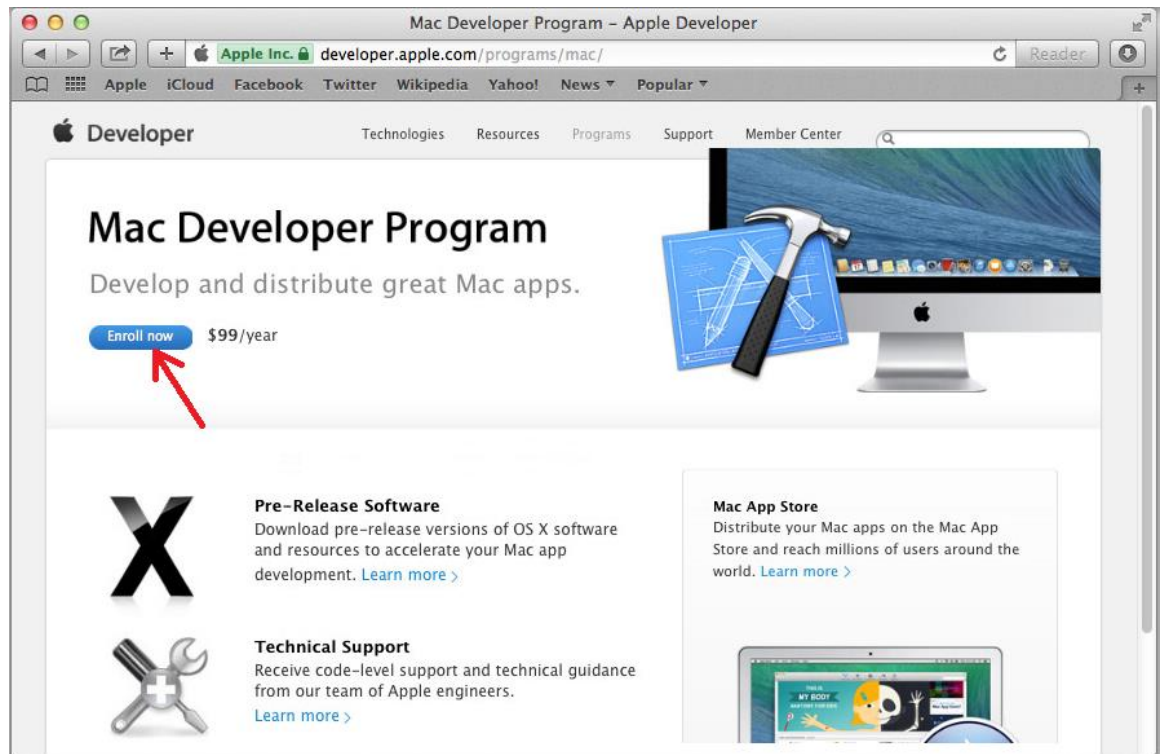 Mac Developer Program – Apple Developer
Apple Inc. developer.apple.com/programs/mac/
Reader
Apple iCloud Facebook Twitter Wikipedia Yahoo! News Popular
Developer
Technologies Resources Programs Support Member Center
Mac Developer Program
Develop and distribute great Mac apps.
Enroll now $99/year
Pre-Release Software
Download pre-release versions of OS X software
and resources to accelerate your Mac app
development. Learn more >
Technical Support
Receive code-level support and technical guidance
from our team of Apple engineers.
Learn more >
Mac App Store
Distribute your Mac apps on the Mac App
Store and reach millions of users around the
world. Learn more >
THIS IS
MY BODY